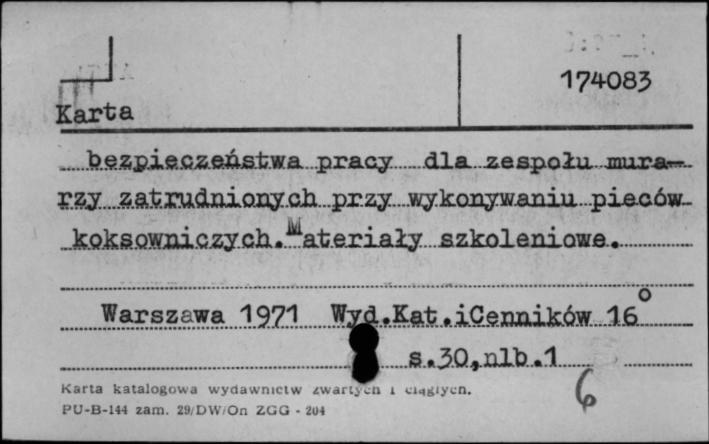 174083
Karta
bezpieczeństwa pracy dla zespołu mura-
rzy zatrudnionych przy wykonywaniu pieców
koksowniczych. Materiały szkoleniowe.
Warszawa 1971 Wyd.Kat.iCenników 16°
s.30,nlb.1
6
Karta katalogowa wydawnictw zwartych i ciągłych.
PU-B-144 zam. 29/DW/On ZGG - 204